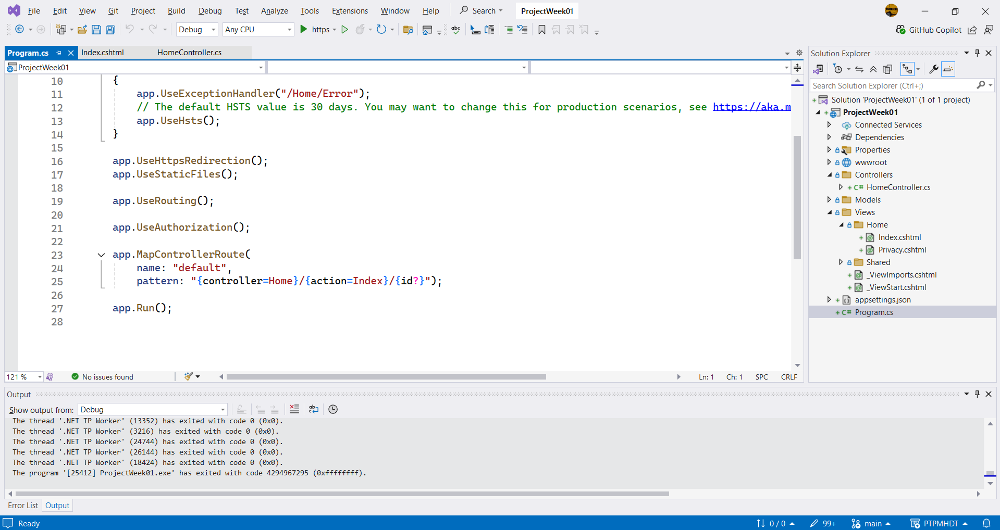 File Edit View Git Project Build Debug Test Analyze Tools Extensions Window Help Search ProjectWeek01
Debug Any CPU https GitHub Copilot
Program.cs Index.cshtml HomeController.cs
ProjectWeek01
10 {
11 app.UseExceptionHandler("/Home/Error");
12 // The default HSTS value is 30 days. You may want to change this for production scenarios, see https://aka.m
13 app.UseHsts();
14 }
15
16 app.UseHttpsRedirection();
17 app.UseStaticFiles();
18
19 app.UseRouting();
20
21 app.UseAuthorization();
22
23 app.MapControllerRoute(
24 name: "default",
25 pattern: "{controller=Home}/{action=Index}/{id?}");
26
27 app.Run();
28
121 % No issues found Ln: 1 Ch: 1 SPC CRLF
Solution Explorer
Search Solution Explorer (Ctrl+;)
Solution 'ProjectWeek01' (1 of 1 project)
ProjectWeek01
Connected Services
Dependencies
Properties
wwwroot
Controllers
C# HomeController.cs
Models
Views
Home
Index.cshtml
Privacy.cshtml
Shared
_ViewImports.cshtml
_ViewStart.cshtml
appsettings.json
C# Program.cs
Output
Show output from: Debug
The thread '.NET TP Worker' (13352) has exited with code 0 (0x0).
The thread '.NET TP Worker' (3216) has exited with code 0 (0x0).
The thread '.NET TP Worker' (24744) has exited with code 0 (0x0).
The thread '.NET TP Worker' (26144) has exited with code 0 (0x0).
The thread '.NET TP Worker' (18424) has exited with code 0 (0x0).
The program '[25412] ProjectWeek01.exe' has exited with code 4294967295 (0xffffffff).
Error List Output
Ready 0 / 0 99+ main PTPMHDT